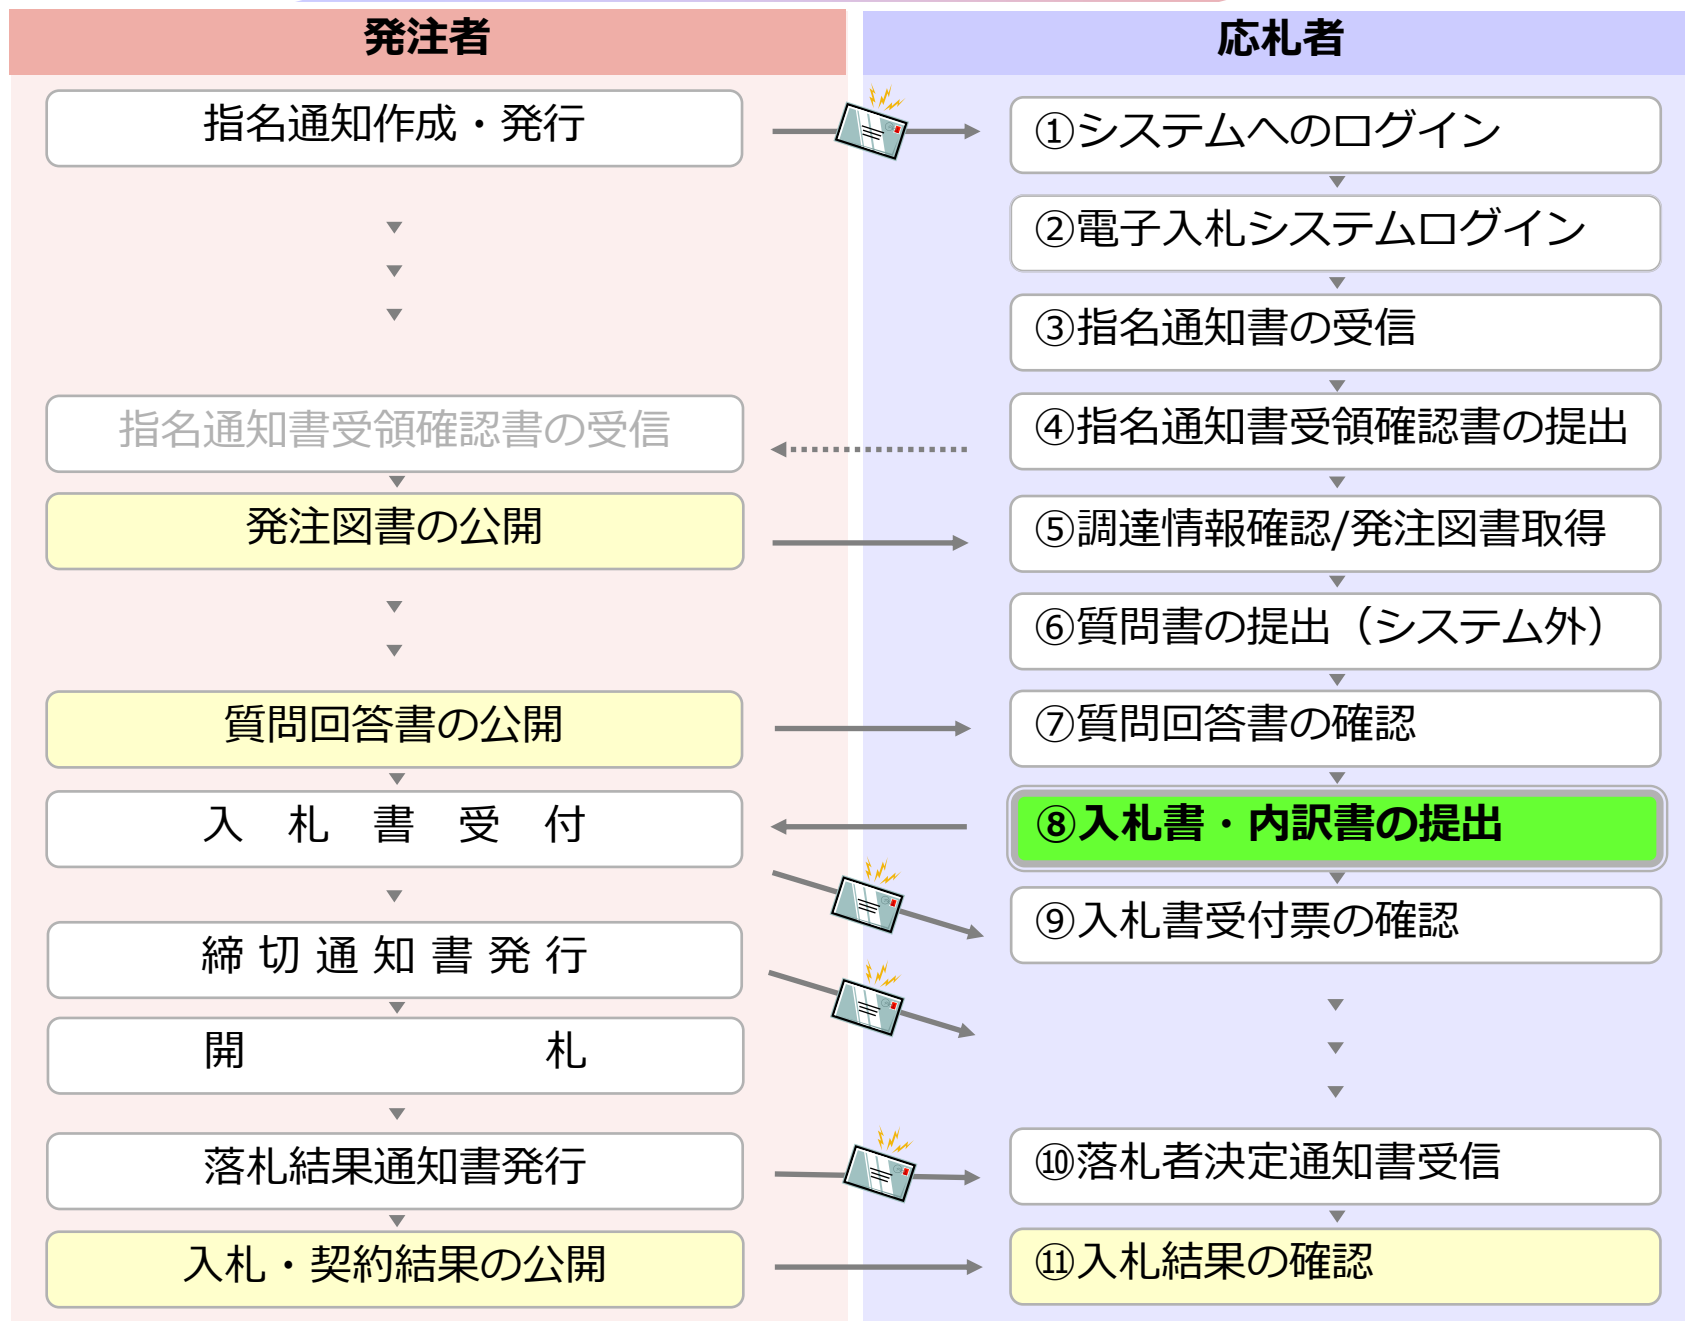 発注者
指名通知作成・発行
指名通知書受領確認書の受信
発注図書の公開
質問回答書の公開
入　札　書　受　付
締 切 通 知 書 発 行
開　　　　　　　札
落札結果通知書発行
入札・契約結果の公開
応札者
①システムへのログイン
②電子入札システムログイン
③指名通知書の受信
④指名通知書受領確認書の提出
⑤調達情報確認/発注図書取得
⑥質問書の提出（システム外）
⑦質問回答書の確認
⑧入札書・内訳書の提出
⑨入札書受付票の確認
⑩落札者決定通知書受信
⑪入札結果の確認